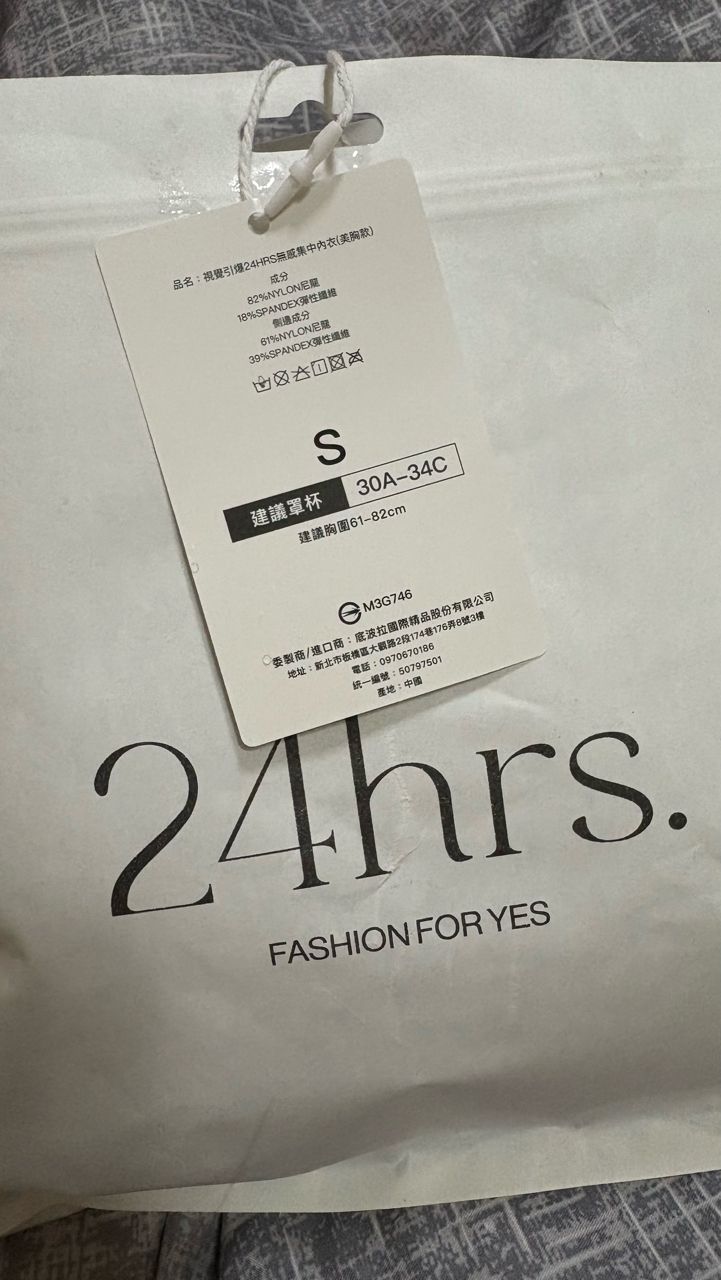 品名：視覺引爆24HRS無感集中內衣(美胸款)
成分
82%NYLON尼龍
18%SPANDEX彈性纖維
側邊成分
61%NYLON尼龍
39%SPANDEX彈性纖維
S
建議罩杯 30A-34C
建議胸圍61-82cm
M3G746
委製商/進口商：底波拉國際精品股份有限公司
地址：新北市板橋區大觀路2段174巷176弄8號3樓
電話：0970670186
統一編號：50797501
產地：中國
24hrs.
FASHION FOR YES